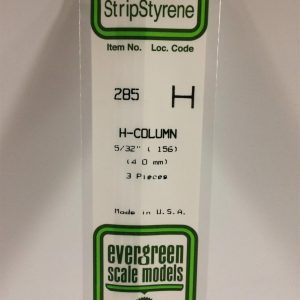 StripStyrene
Item No. Loc. Code
285 H
H-COLUMN
5/32" ( 156)
(4 0 mm)
3 Pieces
Made in U.S.A.
evergreen
scale models